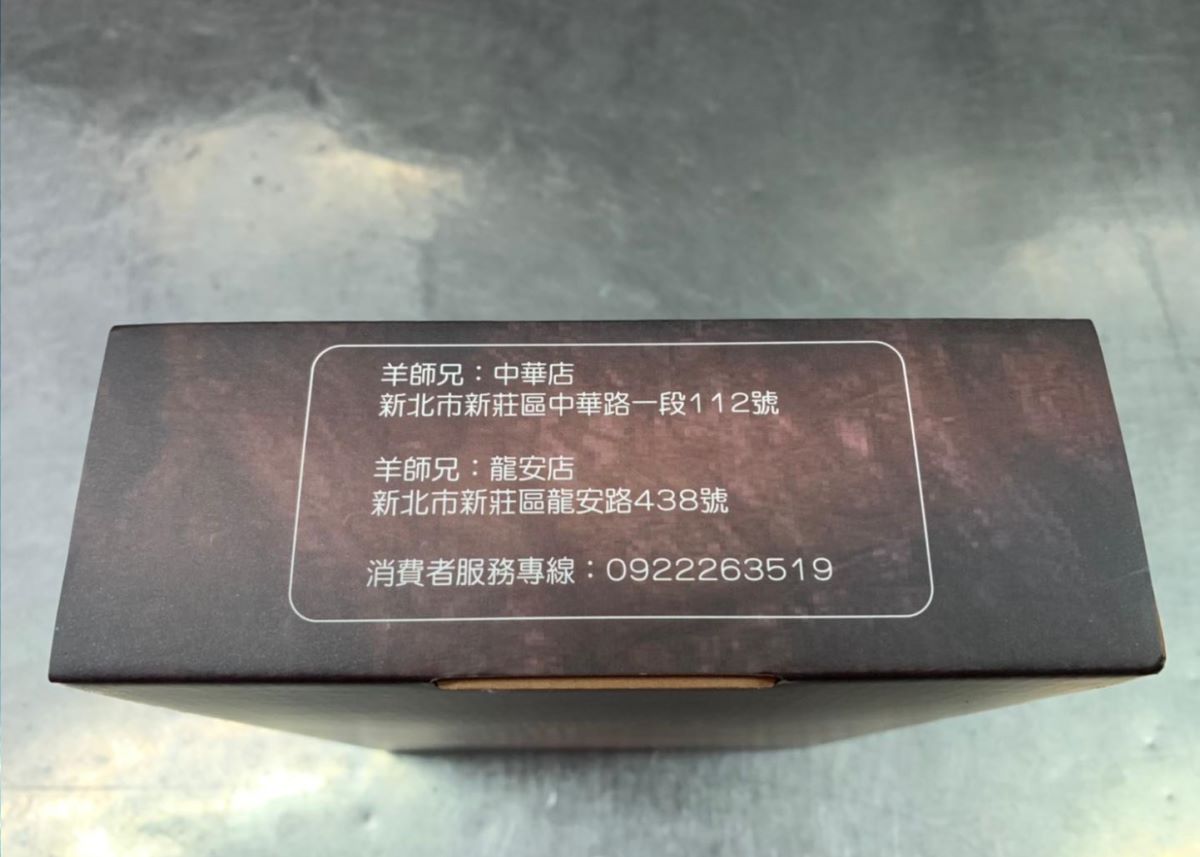 羊師兄：中華店
新北市新莊區中華路一段112號
羊師兄：龍安店
新北市新莊區龍安路438號
消費者服務專線：0922263519